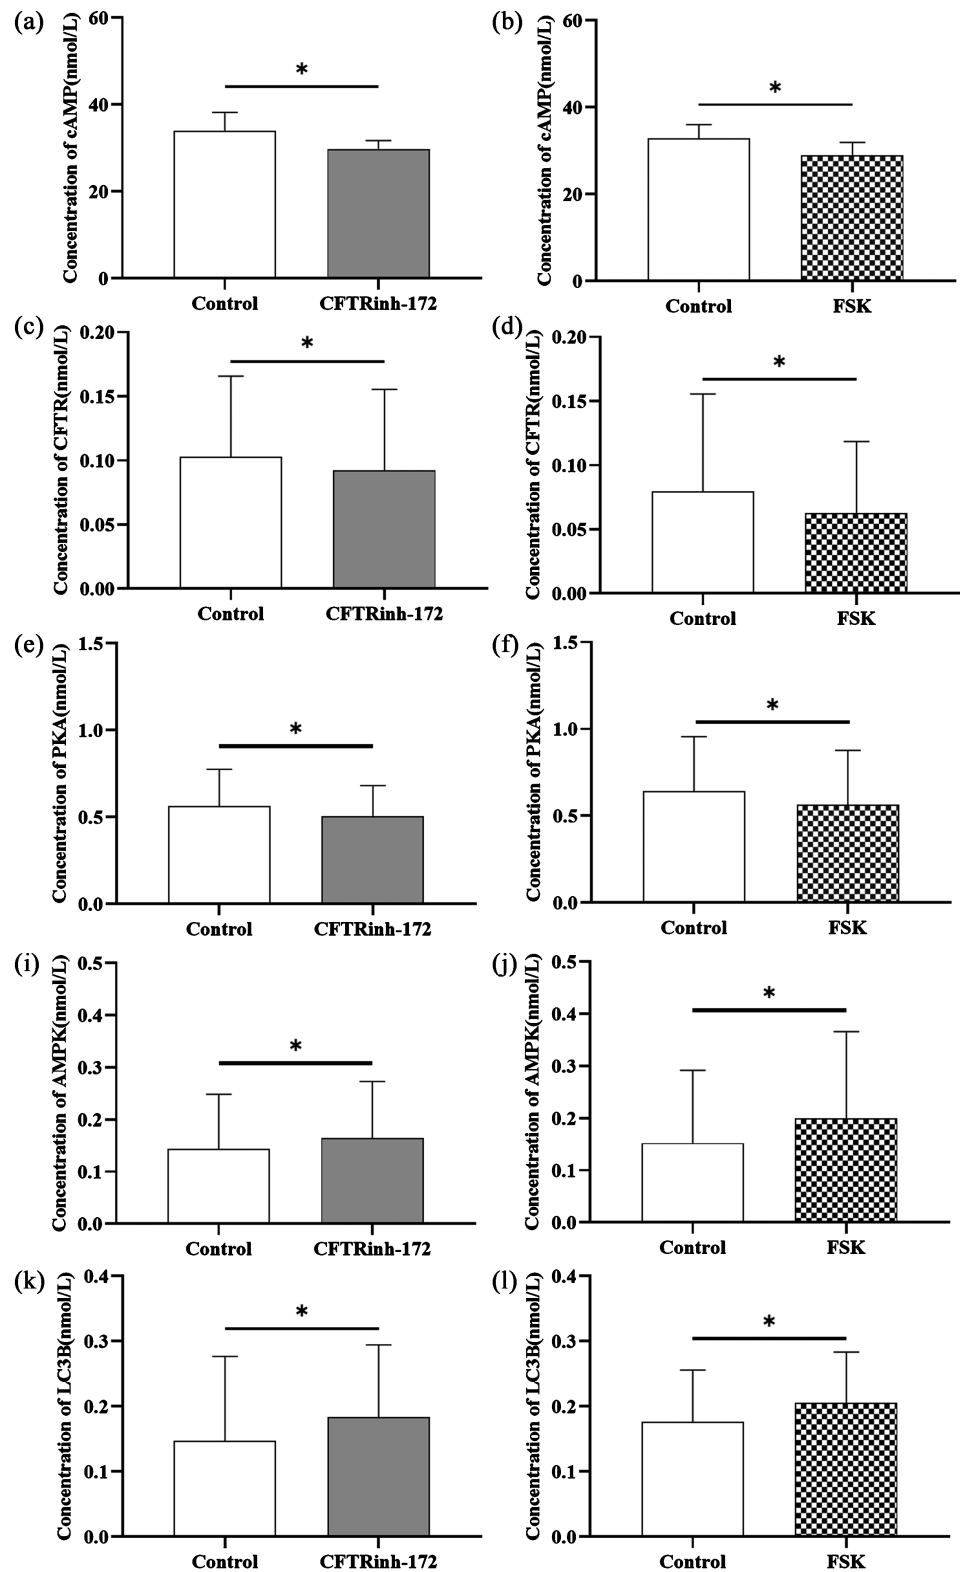 (a)
Concentration of cAMP(nmol/L)
60
40
20
0
*
Control
CFTRinh-172
(b)
Concentration of cAMP(nmol/L)
60
40
20
0
*
Control
FSK
(c)
Concentration of CFTR(nmol/L)
0.20
0.15
0.10
0.05
0.00
*
Control
CFTRinh-172
(d)
Concentration of CFTR(nmol/L)
0.20
0.15
0.10
0.05
0.00
*
Control
FSK
(e)
Concentration of PKA(nmol/L)
1.5
1.0
0.5
0.0
*
Control
CFTRinh-172
(f)
Concentration of PKA(nmol/L)
1.5
1.0
0.5
0.0
*
Control
FSK
(i)
Concentration of AMPK(nmol/L)
0.5
0.4
0.3
0.2
0.1
0.0
*
Control
CFTRinh-172
(j)
Concentration of AMPK(nmol/L)
0.5
0.4
0.3
0.2
0.1
0.0
*
Control
FSK
(k)
Concentration of LC3B(nmol/L)
0.4
0.3
0.2
0.1
0.0
*
Control
CFTRinh-172
(l)
Concentration of LC3B(nmol/L)
0.4
0.3
0.2
0.1
0.0
*
Control
FSK